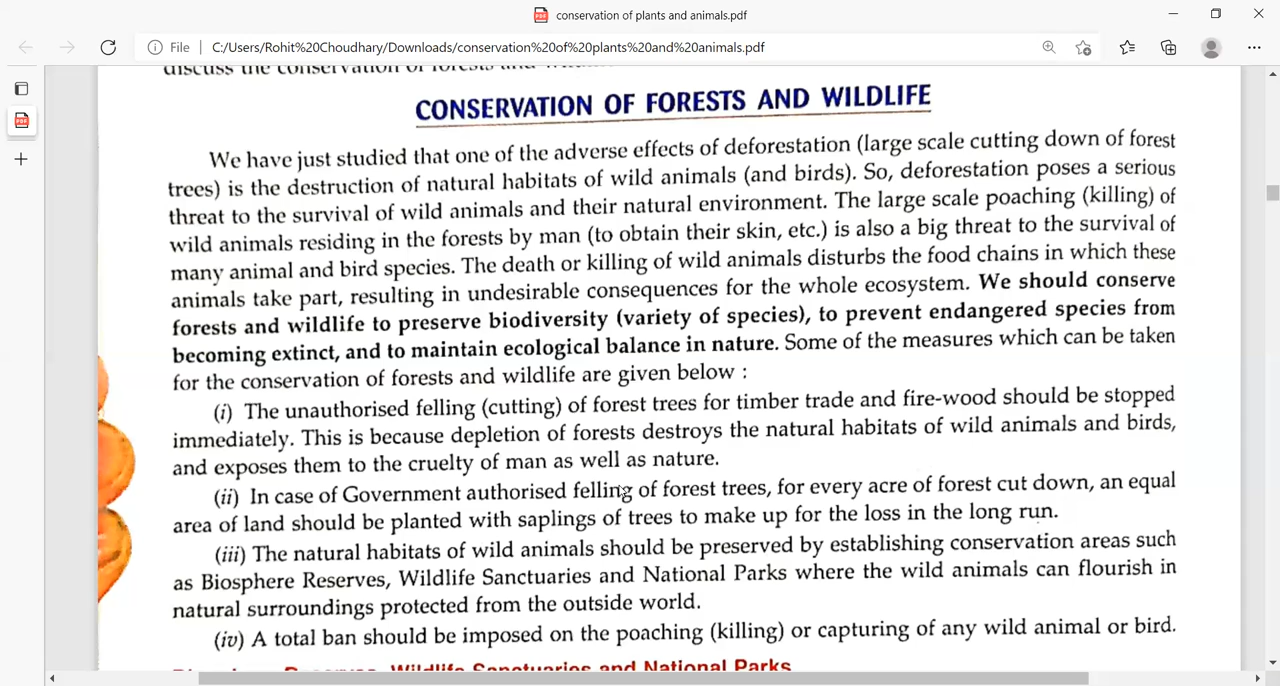 conservation of plants and animals.pdf
File C:/Users/Rohit%20Choudhary/Downloads/conservation%20of%20plants%20and%20animals.pdf
discuss the conservation of forests and
CONSERVATION OF FORESTS AND WILDLIFE
We have just studied that one of the adverse effects of deforestation (large scale cutting down of forest
trees) is the destruction of natural habitats of wild animals (and birds). So, deforestation poses a serious
threat to the survival of wild animals and their natural environment. The large scale poaching (killing) of
wild animals residing in the forests by man (to obtain their skin, etc.) is also a big threat to the survival of
many animal and bird species. The death or killing of wild animals disturbs the food chains in which these
animals take part, resulting in undesirable consequences for the whole ecosystem. We should conserve
forests and wildlife to preserve biodiversity (variety of species), to prevent endangered species from
becoming extinct, and to maintain ecological balance in nature. Some of the measures which can be taken
for the conservation of forests and wildlife are given below :
(i) The unauthorised felling (cutting) of forest trees for timber trade and fire-wood should be stopped
immediately. This is because depletion of forests destroys the natural habitats of wild animals and birds,
and exposes them to the cruelty of man as well as nature.
(ii) In case of Government authorised felling of forest trees, for every acre of forest cut down, an equal
area of land should be planted with saplings of trees to make up for the loss in the long run.
(iii) The natural habitats of wild animals should be preserved by establishing conservation areas such
as Biosphere Reserves, Wildlife Sanctuaries and National Parks where the wild animals can flourish in
natural surroundings protected from the outside world.
(iv) A total ban should be imposed on the poaching (killing) or capturing of any wild animal or bird.
Wildlife Sanctuaries and National Parks